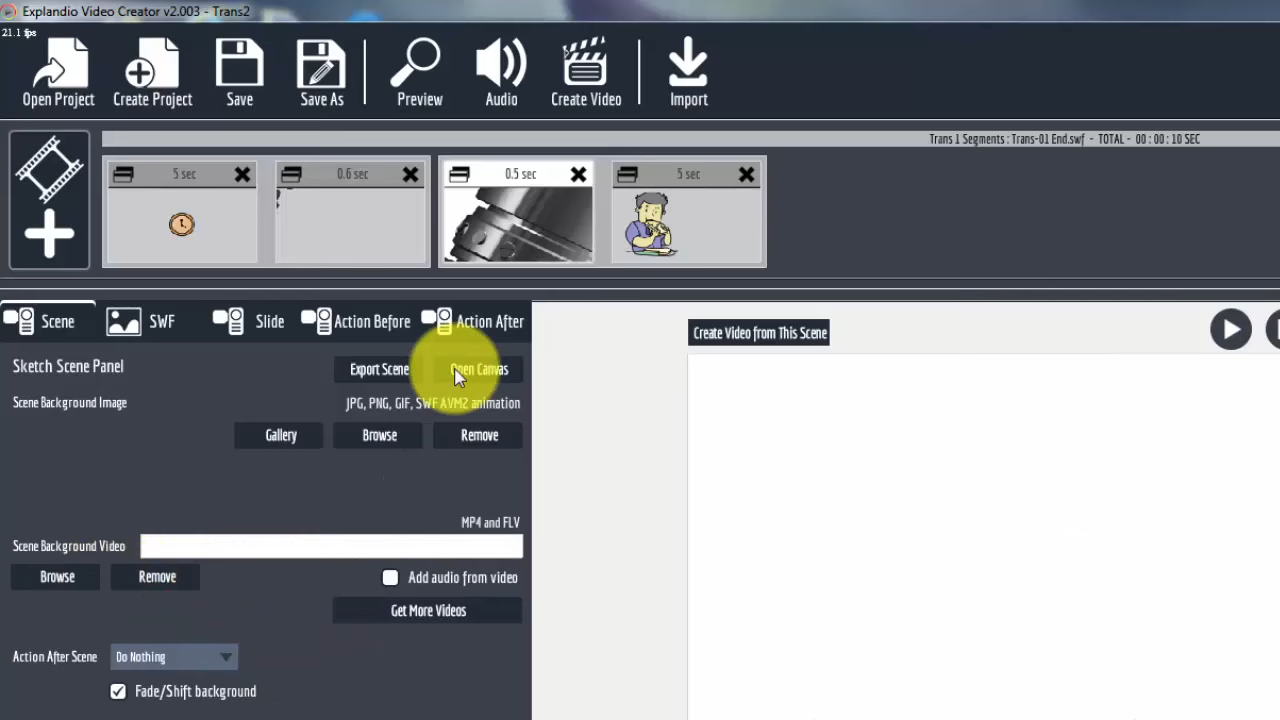 Explandio Video Creator v2.003 - Trans2
21.1 fps
Open Project Create Project Save Save As Preview Audio Create Video Import
Trans 1 Segments : Trans-01 End.swf - TOTAL - 00 : 00 : 10 SEC
5 sec 0.6 sec 0.5 sec 5 sec
Scene SWF Slide Action Before Action After
Create Video from This Scene
Sketch Scene Panel Export Scene Open Canvas
Scene Background Image JPG, PNG, GIF, SWF AVM2 animation
Gallery Browse Remove
MP4 and FLV
Scene Background Video
Browse Remove Add audio from video
Get More Videos
Action After Scene Do Nothing
Fade/Shift background